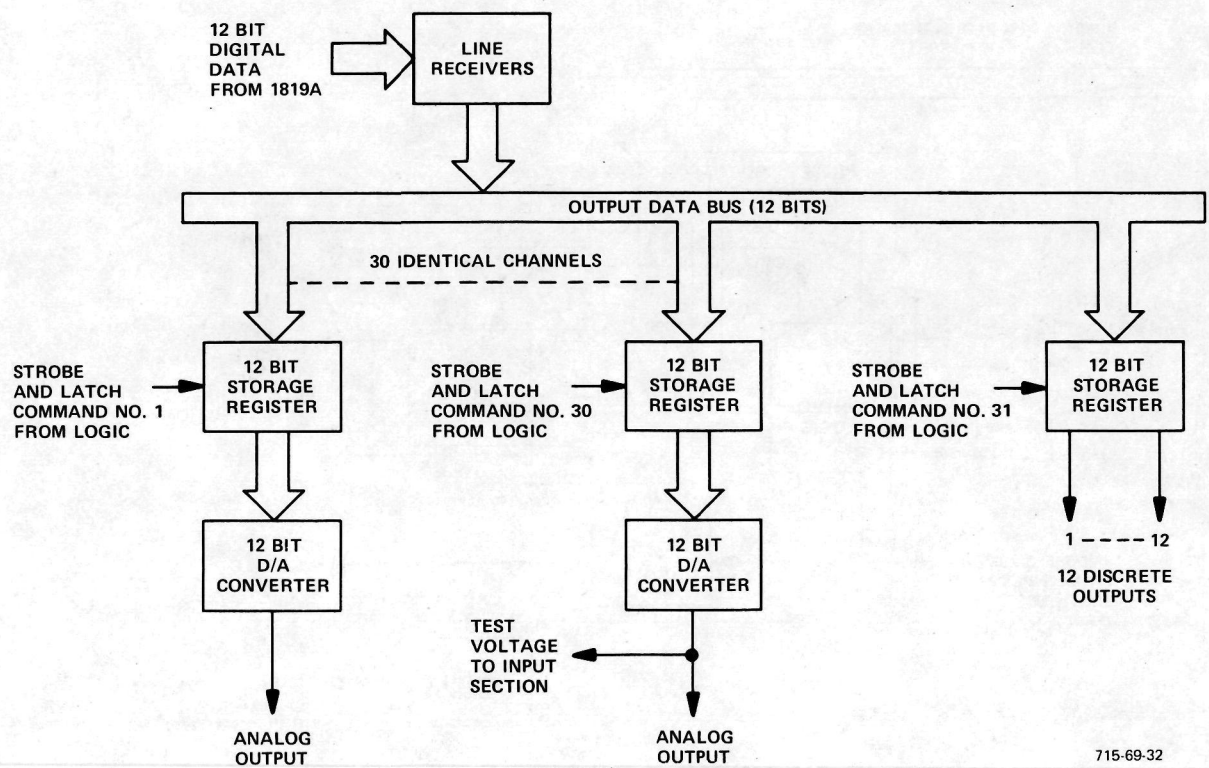 12 BIT
DIGITAL
DATA
FROM 1819A
LINE
RECEIVERS
OUTPUT DATA BUS (12 BITS)
30 IDENTICAL CHANNELS
STROBE
AND LATCH
COMMAND NO. 1
FROM LOGIC
12 BIT
STORAGE
REGISTER
STROBE
AND LATCH
COMMAND NO. 30
FROM LOGIC
12 BIT
STORAGE
REGISTER
STROBE
AND LATCH
COMMAND NO. 31
FROM LOGIC
12 BIT
STORAGE
REGISTER
12 BIT
D/A
CONVERTER
12 BIT
D/A
CONVERTER
1 ---- 12
12 DISCRETE
OUTPUTS
TEST
VOLTAGE
TO INPUT
SECTION
ANALOG
OUTPUT
ANALOG
OUTPUT
715-69-32